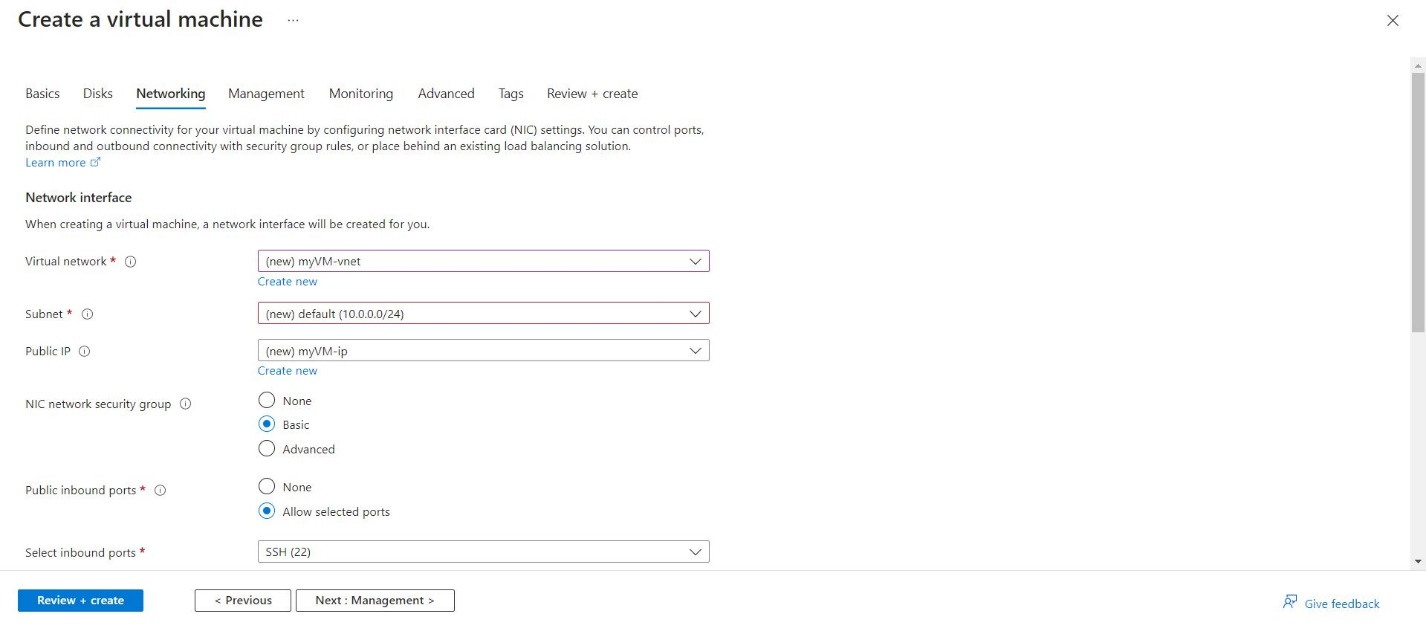 Create a virtual machine ...
Basics Disks Networking Management Monitoring Advanced Tags Review + create
Define network connectivity for your virtual machine by configuring network interface card (NIC) settings. You can control ports,
inbound and outbound connectivity with security group rules, or place behind an existing load balancing solution.
Learn more
Network interface
When creating a virtual machine, a network interface will be created for you.
Virtual network * (new) myVM-vnet
Create new
Subnet * (new) default (10.0.0.0/24)
Public IP (new) myVM-ip
Create new
NIC network security group None
Basic
Advanced
Public inbound ports * None
Allow selected ports
Select inbound ports * SSH (22)
Review + create < Previous Next : Management > Give feedback